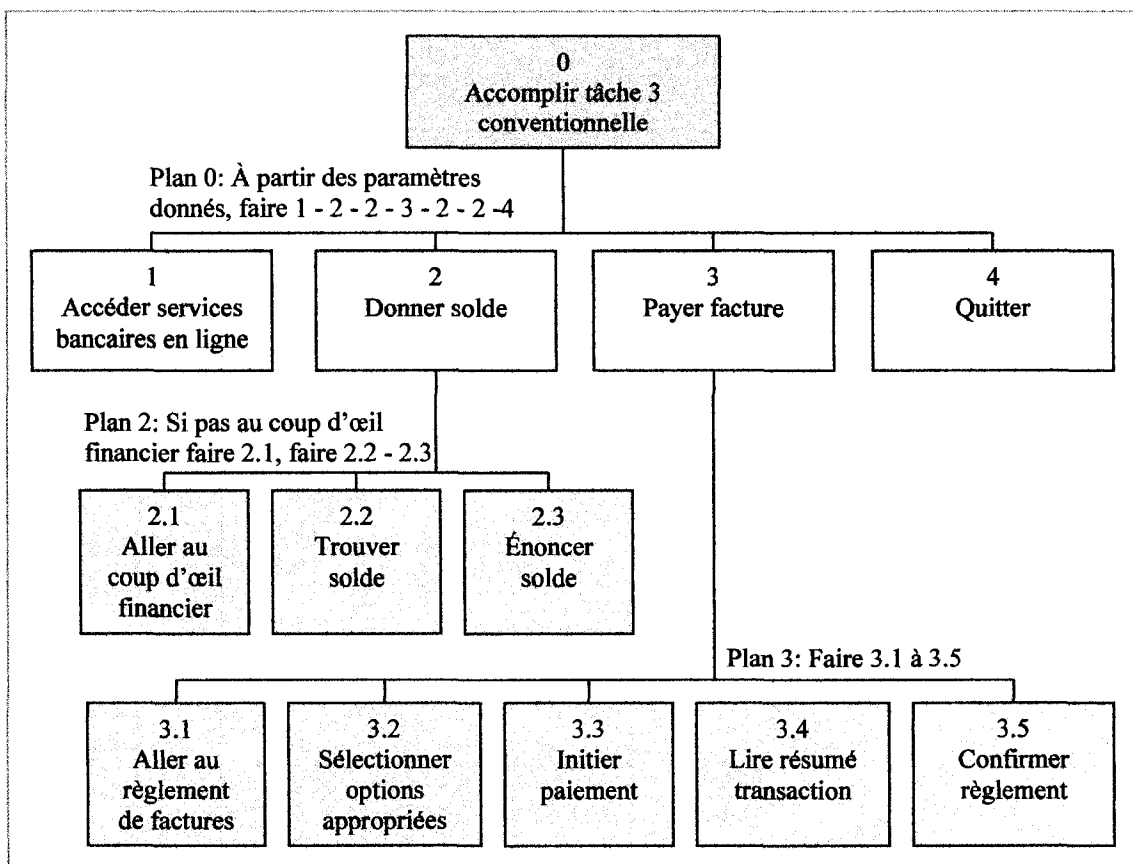 0
Accomplir tâche 3
conventionnelle
Plan 0: À partir des paramètres
donnés, faire 1 - 2 - 2 - 3 - 2 - 2 -4
1
Accéder services
bancaires en ligne
2
Donner solde
3
Payer facture
4
Quitter
Plan 2: Si pas au coup d'œil
financier faire 2.1, faire 2.2 - 2.3
2.1
Aller au
coup d'œil
financier
2.2
Trouver
solde
2.3
Énoncer
solde
Plan 3: Faire 3.1 à 3.5
3.1
Aller au
règlement
de factures
3.2
Sélectionner
options
appropriées
3.3
Initier
paiement
3.4
Lire résumé
transaction
3.5
Confirmer
règlement